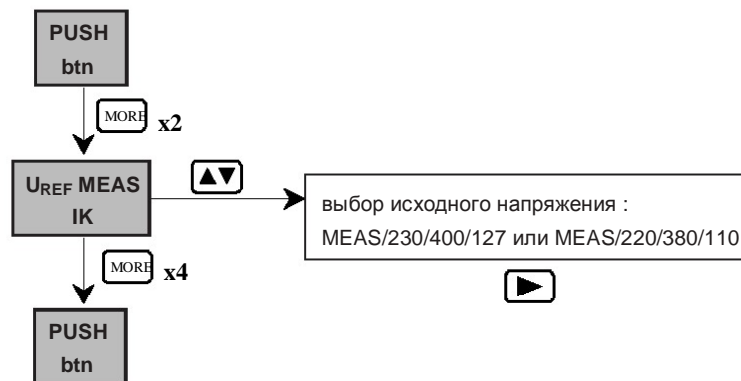 PUSH
btn
MORE x2
UREF MEAS
IK
▲▼
выбор исходного напряжения :
MEAS/230/400/127 или MEAS/220/380/110
►
MORE x4
PUSH
btn